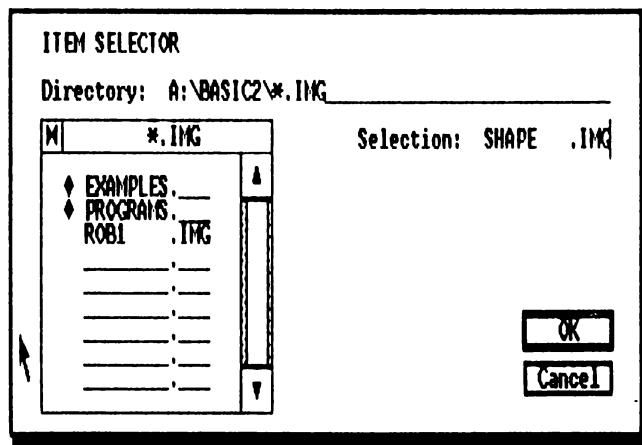 ITEM SELECTOR
Directory: A:\BASIC2\*.IMG
*.IMG
Selection: SHAPE .IMG
EXAMPLES.
PROGRAMS.
ROB1 .IMG
OK
Cancel